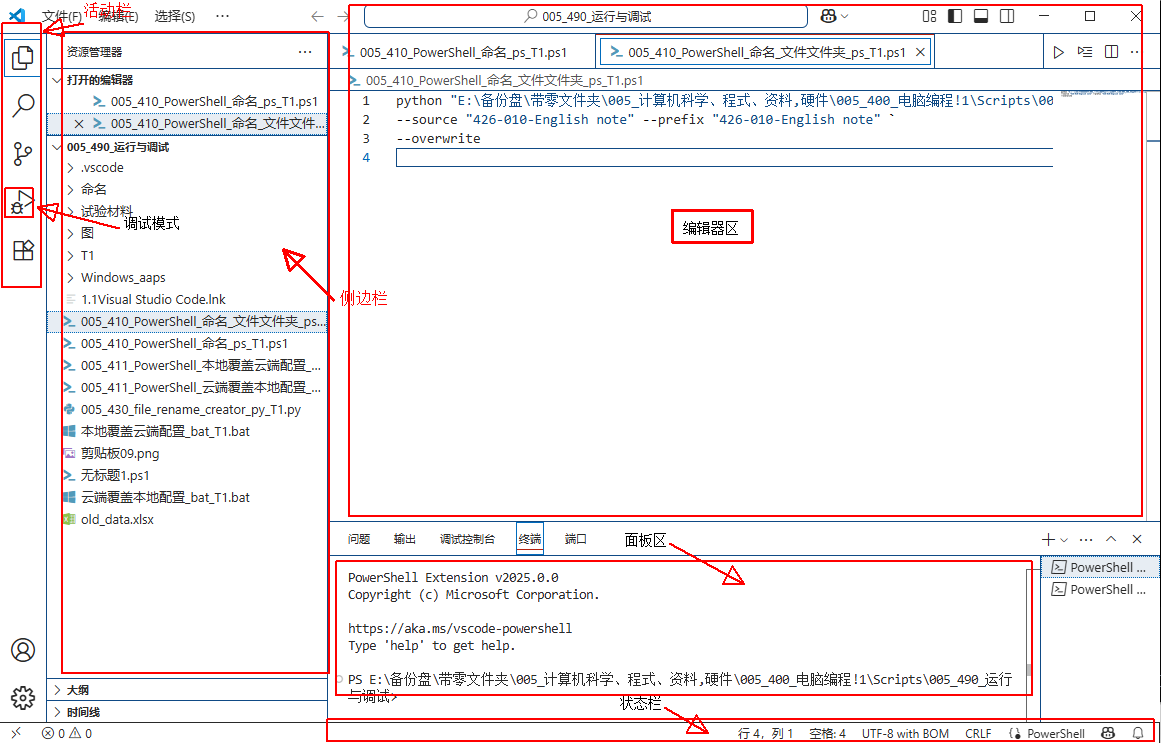 文件(F) 编辑(E) 选择(S) ···
活动栏
005_490_运行与调试
资源管理器 ···
打开的编辑器
005_410_PowerShell_命名_ps_T1.ps1
005_410_PowerShell_命名_文件文件...
005_490_运行与调试
.vscode
命名
试验材料
图
T1
Windows_aaps
1.1Visual Studio Code.lnk
005_410_PowerShell_命名_文件文件夹_ps...
005_410_PowerShell_命名_ps_T1.ps1
005_411_PowerShell_本地覆盖云端配置_...
005_411_PowerShell_云端覆盖本地配置_...
005_430_file_rename_creator_py_T1.py
本地覆盖云端配置_bat_T1.bat
剪贴板09.png
无标题1.ps1
云端覆盖本地配置_bat_T1.bat
old_data.xlsx
大纲
时间线
调试模式
侧边栏
005_410_PowerShell_命名_ps_T1.ps1 005_410_PowerShell_命名_文件文件夹_ps_T1.ps1
005_410_PowerShell_命名_文件文件夹_ps_T1.ps1
1 python "E:\备份盘\带零文件夹\005_计算机科学、程式、资料,硬件\005_400_电脑编程!1\Scripts\00
2 --source "426-010-English note" --prefix "426-010-English note" `
3 --overwrite
4
编辑器区
问题 输出 调试控制台 终端 端口
面板区
PowerShell Extension v2025.0.0
Copyright (c) Microsoft Corporation.
https://aka.ms/vscode-powershell
Type 'help' to get help.
PS E:\备份盘\带零文件夹\005_计算机科学、程式、资料,硬件\005_400_电脑编程!1\Scripts\005_490_运行
与调试>
PowerShell ...
PowerShell ...
状态栏
0 0
行 4，列 1 空格: 4 UTF-8 with BOM CRLF PowerShell